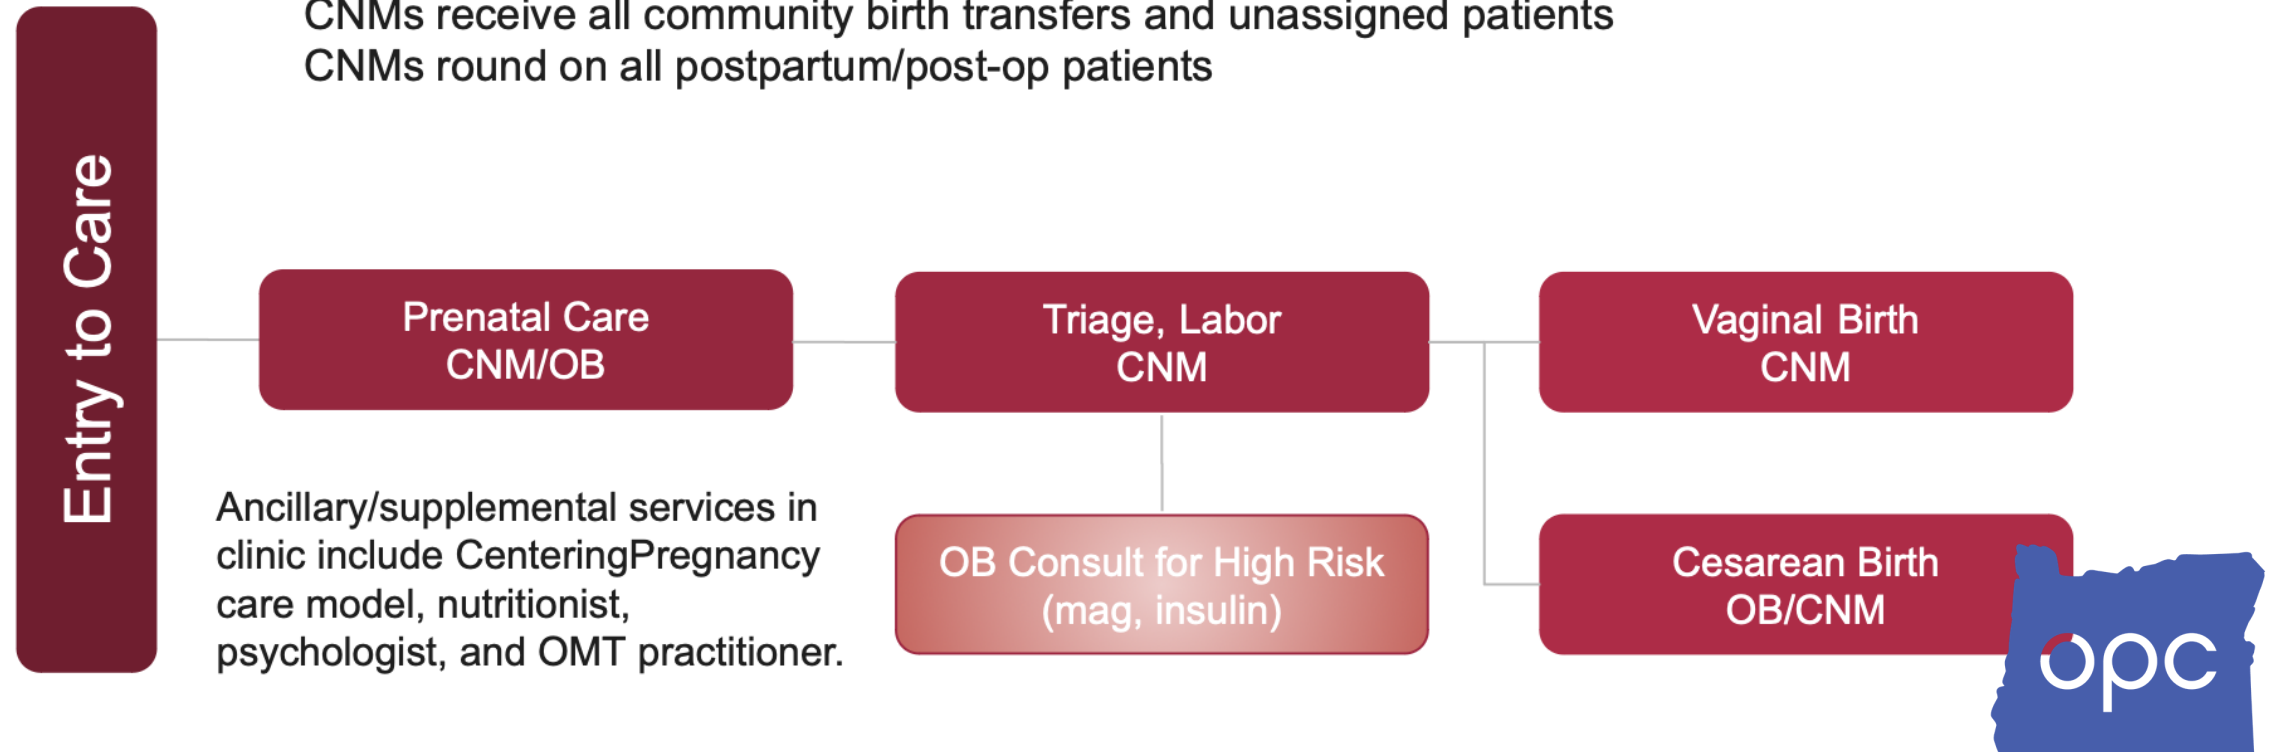 CNMs receive all community birth transfers and unassigned patients
CNMs round on all postpartum/post-op patients
Entry to Care
Prenatal Care
CNM/OB
Triage, Labor
CNM
Vaginal Birth
CNM
Ancillary/supplemental services in
clinic include CenteringPregnancy
care model, nutritionist,
psychologist, and OMT practitioner.
OB Consult for High Risk
(mag, insulin)
Cesarean Birth
OB/CNM
opc